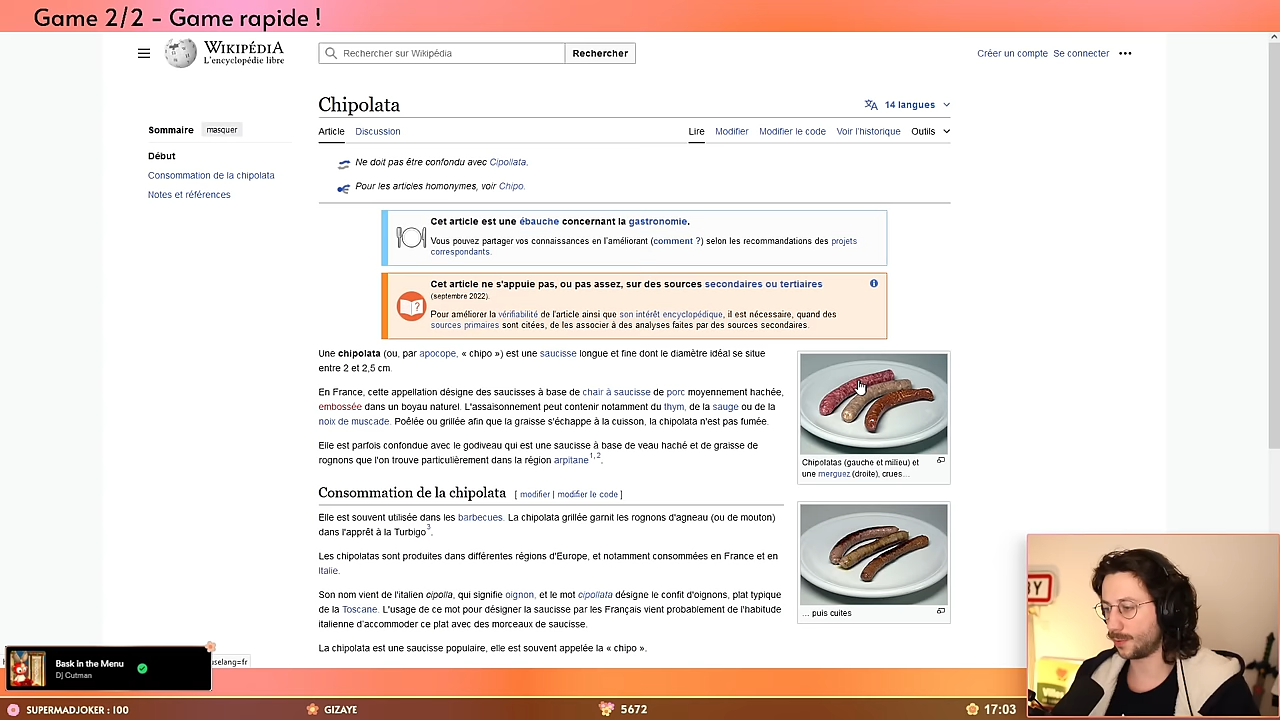 Game 2/2 - Game rapide !
WIKIPÉDIA
L'encyclopédie libre
Rechercher sur Wikipédia
Rechercher
Créer un compte Se connecter
Chipolata
14 langues
Sommaire masquer
Article Discussion
Lire Modifier Modifier le code Voir l'historique Outils
Début
Consommation de la chipolata
Notes et références
Ne doit pas être confondu avec Cipollata.
Pour les articles homonymes, voir Chipo.
Cet article est une ébauche concernant la gastronomie.
Vous pouvez partager vos connaissances en l'améliorant (comment ?) selon les recommandations des projets
correspondants.
Cet article ne s'appuie pas, ou pas assez, sur des sources secondaires ou tertiaires
(septembre 2022).
Pour améliorer la vérifiabilité de l'article ainsi que son intérêt encyclopédique, il est nécessaire, quand des
sources primaires sont citées, de les associer à des analyses faites par des sources secondaires.
Une chipolata (ou, par apocope, « chipo ») est une saucisse longue et fine dont le diamètre idéal se situe
entre 2 et 2,5 cm.
En France, cette appellation désigne des saucisses à base de chair à saucisse de porc moyennement hachée,
embossée dans un boyau naturel. L'assaisonnement peut contenir notamment du thym, de la sauge ou de la
noix de muscade. Poêlée ou grillée afin que la graisse s'échappe à la cuisson, la chipolata n'est pas fumée.
Elle est parfois confondue avec le godiveau qui est une saucisse à base de veau haché et de graisse de
rognons que l'on trouve particulièrement dans la région arpitane1, 2.
Chipolatas (gauche et milieu) et
une merguez (droite), crues…
Consommation de la chipolata [ modifier | modifier le code ]
Elle est souvent utilisée dans les barbecues. La chipolata grillée garnit les rognons d'agneau (ou de mouton)
dans l'apprêt à la Turbigo3.
Les chipolatas sont produites dans différentes régions d'Europe, et notamment consommées en France et en
Italie.
Son nom vient de l'italien cipolla, qui signifie oignon, et le mot cipollata désigne le confit d'oignons, plat typique
de la Toscane. L'usage de ce mot pour désigner la saucisse par les Français vient probablement de l'habitude
italienne d'accommoder ce plat avec des morceaux de saucisse.
... puis cuites
La chipolata est une saucisse populaire, elle est souvent appelée la « chipo ».
uselang=fr
Bask in the Menu
Dj Cutman
SUPERMADJOKER : 100
GIZAYE
5672
17:03